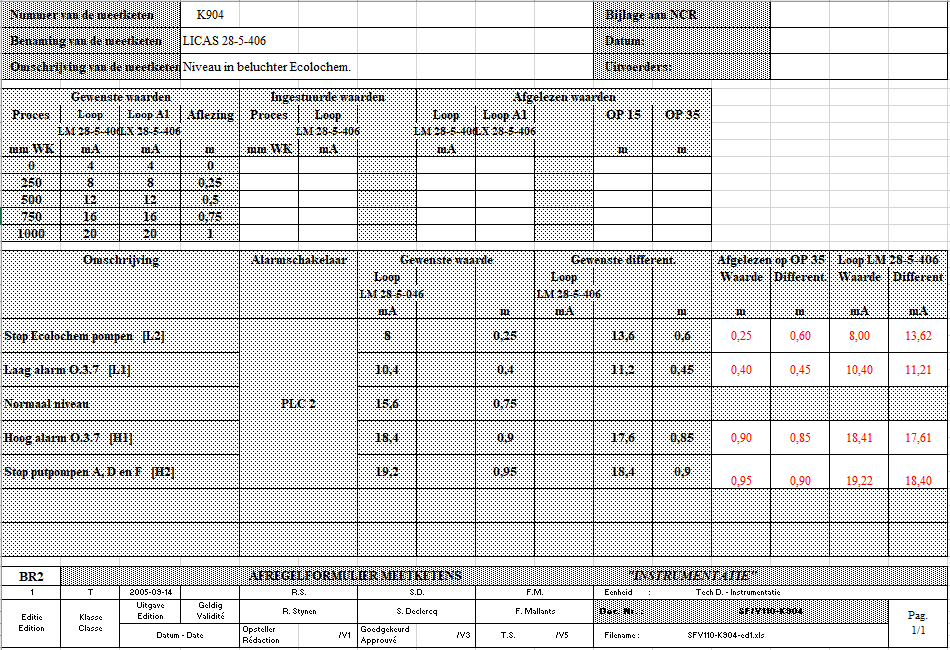 Nummer van de meetketen K904 Bijlage aan NCR
Benaming van de meetketen LICAS 28-5-406 Datum:
Omschrijving van de meetketen Niveau in beluchter Ecolochem. Uitvoerders:
Gewenste waarden Ingestuurde waarden Afgelezen waarden
Proces Loop Loop A1 Aflezing Proces Loop Loop Loop A1 OP 15 OP 35
LM 28-5-406 LX 28-5-406 LM 28-5-406 LM 28-5-406 LX 28-5-406
mm WK mA mA m mm WK mA mA m m
0 4 4 0
250 8 8 0,25
500 12 12 0,5
750 16 16 0,75
1000 20 20 1
Omschrijving Alarmschakelaar Gewenste waarde Gewenste different. Afgelezen op OP 35 Loop LM 28-5-406
Loop Loop Waarde Different. Waarde Different
LM 28-5-046 LM 28-5-406
mA m mA m m m mA mA
Stop Ecolochem pompen [L2] 8 0,25 13,6 0,6 0,25 0,60 8,00 13,62
Laag alarm O.3.7 [L1] 10,4 0,4 11,2 0,45 0,40 0,45 10,40 11,21
Normaal niveau PLC 2 15,6 0,75
Hoog alarm O.3.7 [H1] 18,4 0,9 17,6 0,85 0,90 0,85 18,41 17,61
Stop putpompen A, D en F [H2] 19,2 0,95 18,4 0,9 0,95 0,90 19,22 18,40
BR2 AFREGELFORMULIER MEETKETENS "INSTRUMENTATIE"
1 T 2005-09-14 R.S. S.D. F.M. Eenheid : Tech D. - Instrumentatie
Editie Klasse Uitgave Geldig R. Stynen S. Declercq F. Mallants Doc. Nr. : SFV110-K904 Pag.
Edition Classe Edition Validité 1/1
Datum - Date Opsteller /V1 Goedgekeurd /V3 T.S. /V5 Filename : SFV110-K904-ed1.xls
Rédaction Approuvé